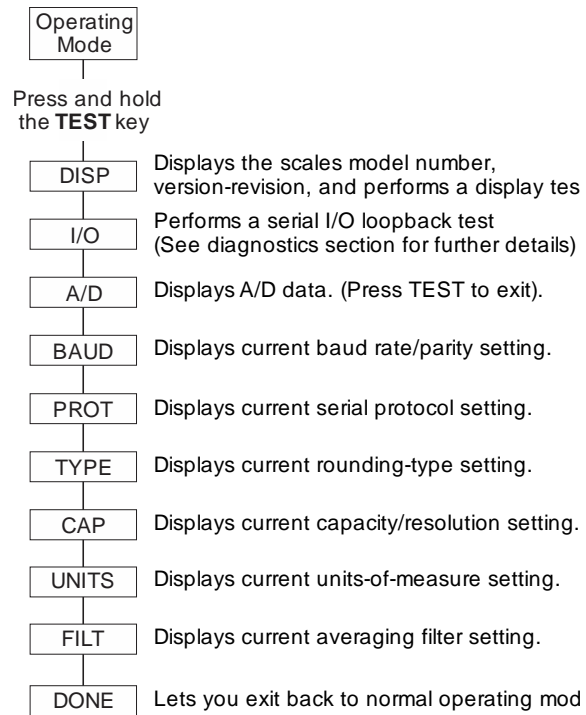 Operating
Mode
Press and hold
the TEST key
DISP
Displays the scales model number,
version-revision, and performs a display tes
I/O
Performs a serial I/O loopback test
(See diagnostics section for further details)
A/D
Displays A/D data. (Press TEST to exit).
BAUD
Displays current baud rate/parity setting.
PROT
Displays current serial protocol setting.
TYPE
Displays current rounding-type setting.
CAP
Displays current capacity/resolution setting.
UNITS
Displays current units-of-measure setting.
FILT
Displays current averaging filter setting.
DONE
Lets you exit back to normal operating mod